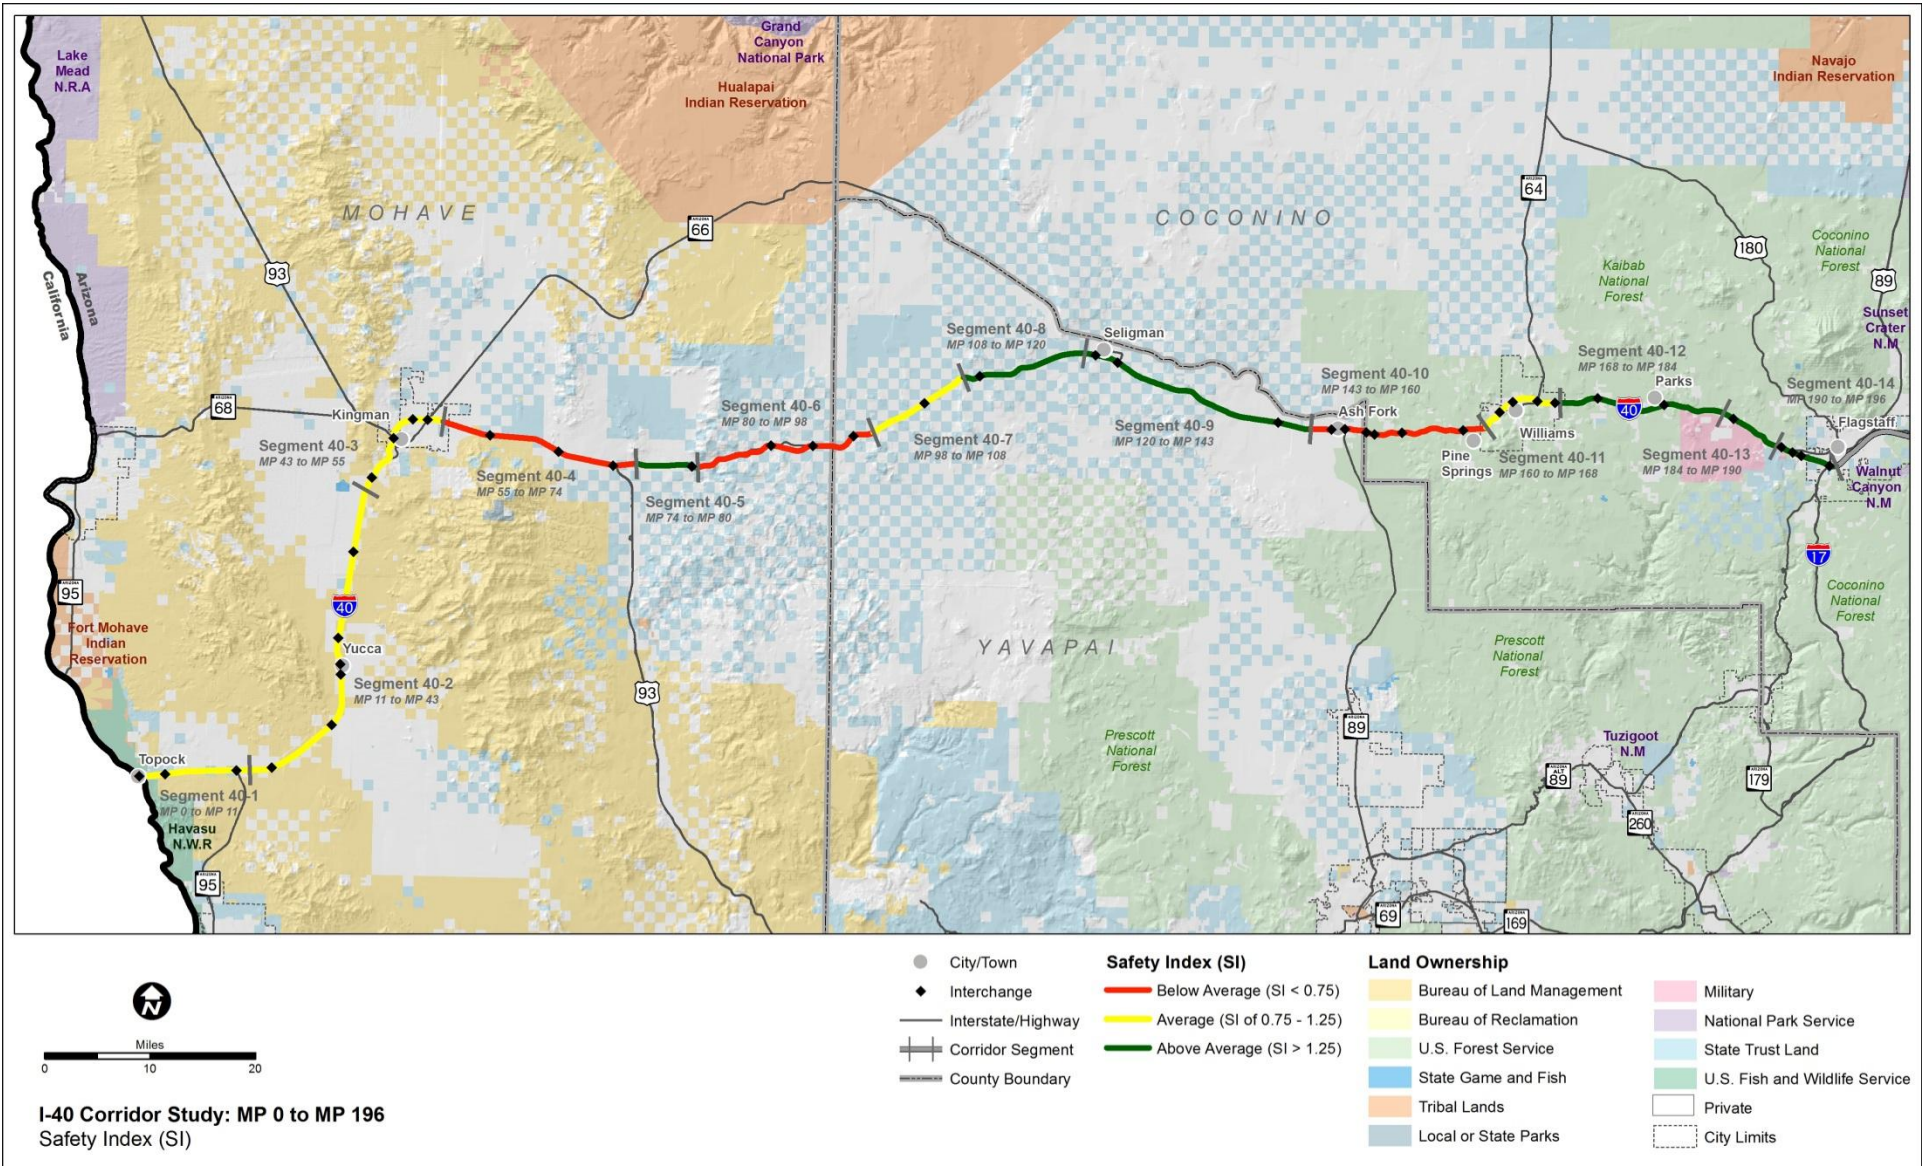 Lake
Mead
N.R.A
Grand
Canyon
National Park
Hualapai
Indian Reservation
Navajo
Indian Reservation
MOHAVE
COCONINO
YAVAPAI
ARIZONA
64
ARIZONA
66
180
89
93
Coconino
National
Forest
Kaibab
National
Forest
Sunset
Crater
N.M
Arizona
California
Segment 40-8
MP 108 to MP 120
Seligman
Segment 40-12
MP 168 to MP 184
Parks
Segment 40-10
MP 143 to MP 160
Segment 40-14
MP 190 to MP 196
ARIZONA
68
Kingman
Segment 40-6
MP 80 to MP 98
Ash Fork
40
Flagstaff
Segment 40-3
MP 43 to MP 55
Segment 40-7
MP 98 to MP 108
Segment 40-9
MP 120 to MP 143
Williams
Pine
Springs
Segment 40-11
MP 160 to MP 168
Segment 40-13
MP 184 to MP 190
Walnut
Canyon
N.M
Segment 40-4
MP 55 to MP 74
Segment 40-5
MP 74 to MP 80
17
ARIZONA
95
40
Coconino
National
Forest
Fort Mohave
Indian
Reservation
Yucca
Prescott
National
Forest
Segment 40-2
MP 11 to MP 43
93
ARIZONA
89
Prescott
National
Forest
Tuzigoot
N.M
Topock
ARIZONA
ALT
89
ARIZONA
179
Segment 40-1
MP 0 to MP 11
ARIZONA
260
Havasu
N.W.R
ARIZONA
95
ARIZONA
69
ARIZONA
169
N
Miles
0 10 20
I-40 Corridor Study: MP 0 to MP 196
Safety Index (SI)
City/Town
Interchange
Interstate/Highway
Corridor Segment
County Boundary
Safety Index (SI)
Below Average (SI < 0.75)
Average (SI of 0.75 - 1.25)
Above Average (SI > 1.25)
Land Ownership
Bureau of Land Management
Bureau of Reclamation
U.S. Forest Service
State Game and Fish
Tribal Lands
Local or State Parks
Military
National Park Service
State Trust Land
U.S. Fish and Wildlife Service
Private
City Limits